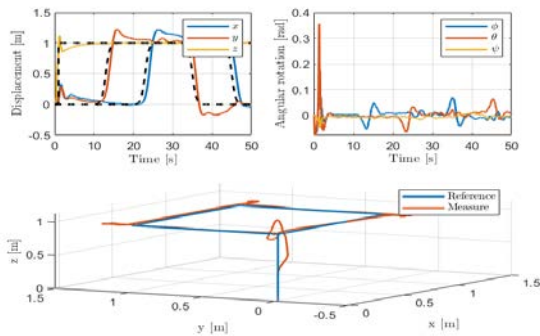 1.5
1
0.5
0
-0.5
Displacement [m]
x
y
z
0 10 20 30 40 50
Time [s]
0.4
0.3
0.2
0.1
0
Angular rotation [rad]
ϕ
θ
ψ
0 10 20 30 40 50
Time [s]
Reference
Measure
1
0.5
0
z [m]
1.5
1
0.5
0
-0.5
y [m]
0
0.5
1
1.5
x [m]